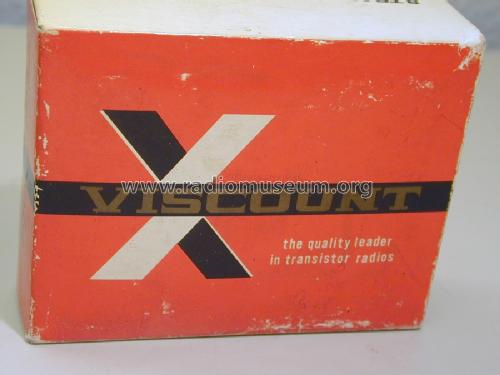 VISCOUNT
www.radiomuseum.org
the quality leader
in transistor radios